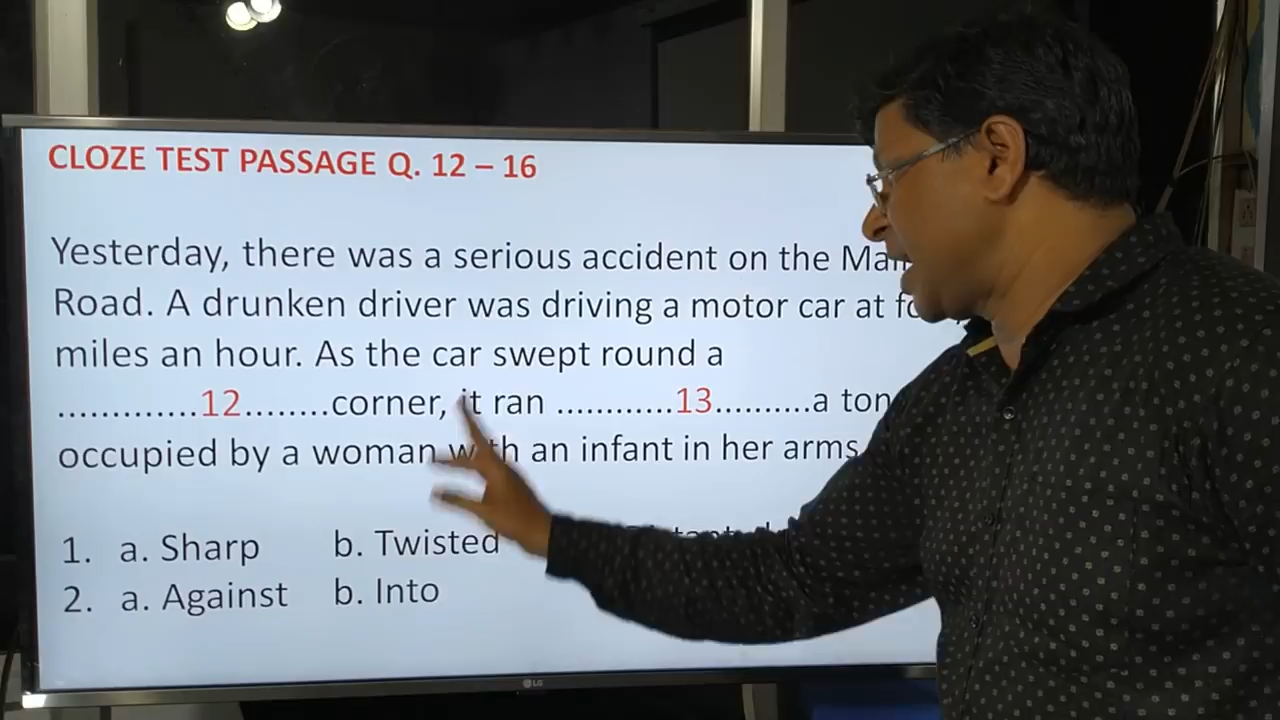 CLOZE TEST PASSAGE Q. 12 – 16
Yesterday, there was a serious accident on the
Road. A drunken driver was driving a motor car at
miles an hour. As the car swept round a
.............12........corner, it ran ............13..........a
occupied by a woman with an infant in her arms
1. a. Sharp b. Twisted
2. a. Against b. Into
LG